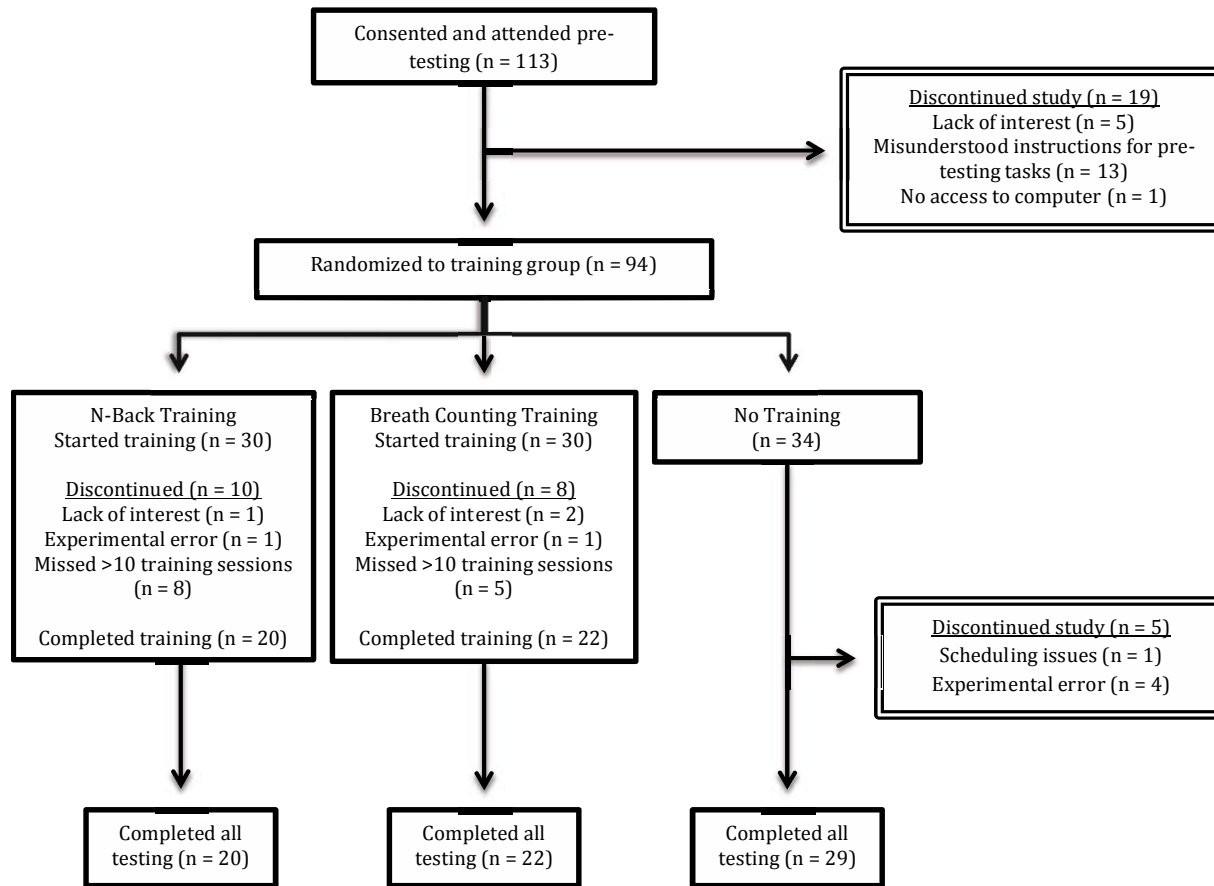 Consented and attended pre-
testing (n = 113)
Discontinued study (n = 19)
Lack of interest (n = 5)
Misunderstood instructions for pre-
testing tasks (n = 13)
No access to computer (n = 1)
Randomized to training group (n = 94)
N-Back Training
Started training (n = 30)
Discontinued (n = 10)
Lack of interest (n = 1)
Experimental error (n = 1)
Missed >10 training sessions
(n = 8)
Completed training (n = 20)
Breath Counting Training
Started training (n = 30)
Discontinued (n = 8)
Lack of interest (n = 2)
Experimental error (n = 1)
Missed >10 training sessions
(n = 5)
Completed training (n = 22)
No Training
(n = 34)
Discontinued study (n = 5)
Scheduling issues (n = 1)
Experimental error (n = 4)
Completed all
testing (n = 20)
Completed all
testing (n = 22)
Completed all
testing (n = 29)